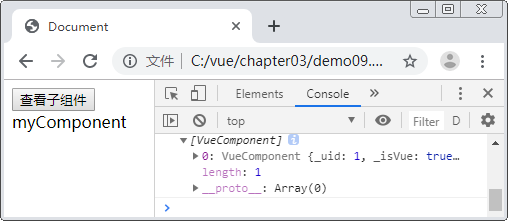 Document
文件
C:/vue/chapter03/demo09....
查看子组件
myComponent
Elements
Console
top
Filter
D
[VueComponent]
0: VueComponent {_uid: 1, _isVue: true…
length: 1
__proto__: Array(0)